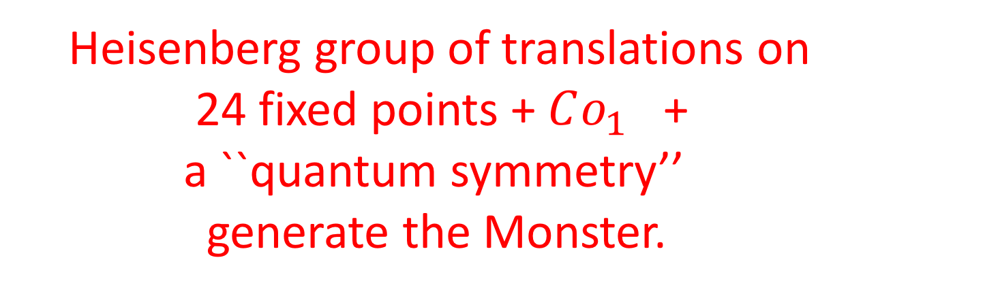 Heisenberg group of translations on
24 fixed points + 𝐶𝑜₁ +
a ``quantum symmetry’’
generate the Monster.